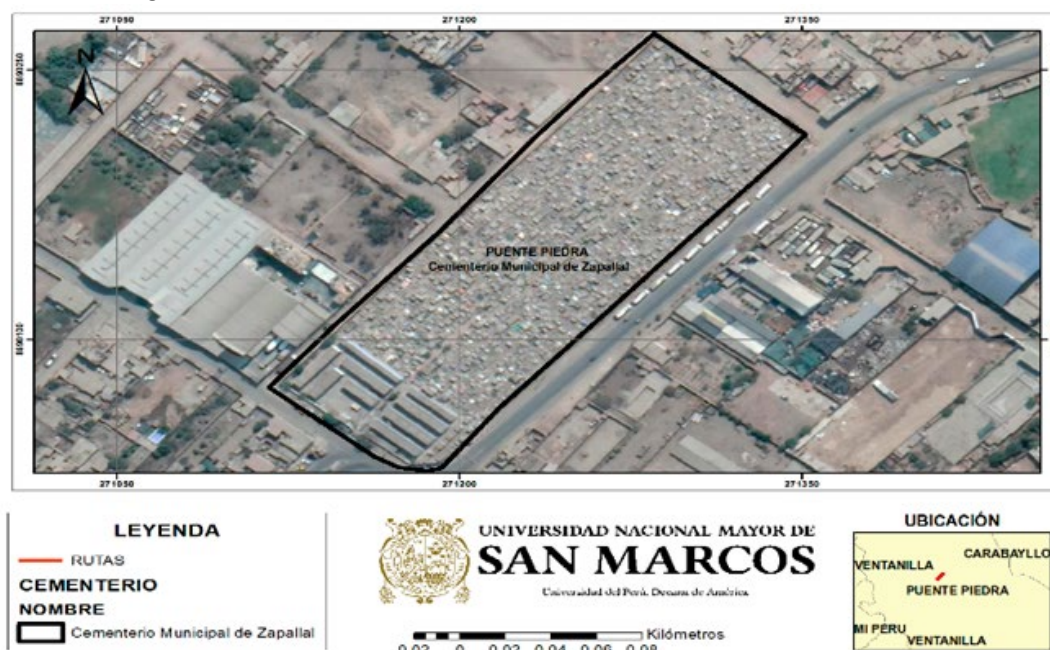 271050 271200 271350
N
8690250
PUENTE PIEDRA
Cementerio Municipal de Zapallal
271050 271200 271350
LEYENDA
RUTAS
CEMENTERIO
NOMBRE
Cementerio Municipal de Zapallal
UNIVERSIDAD NACIONAL MAYOR DE
SAN MARCOS
Universidad del Perú, Decana de América
Kilómetros
0,02 0 0,02 0,04 0,06 0,08
UBICACIÓN
CARABAYLLO
VENTANILLA
PUENTE PIEDRA
MI PERU
VENTANILLA